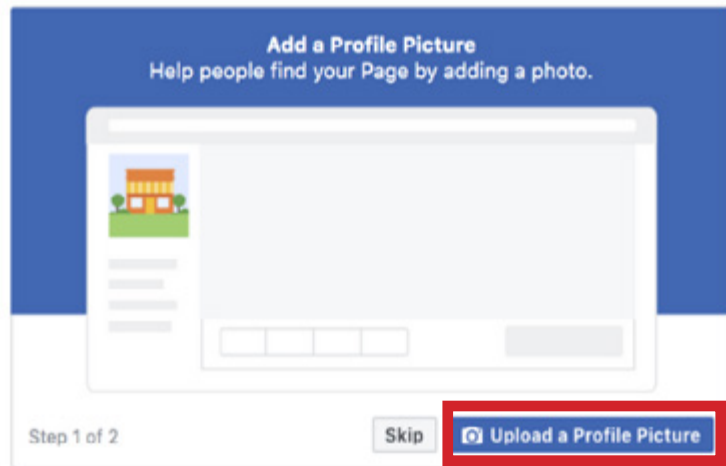 Add a Profile Picture
Help people find your Page by adding a photo.
Step 1 of 2
Skip
Upload a Profile Picture